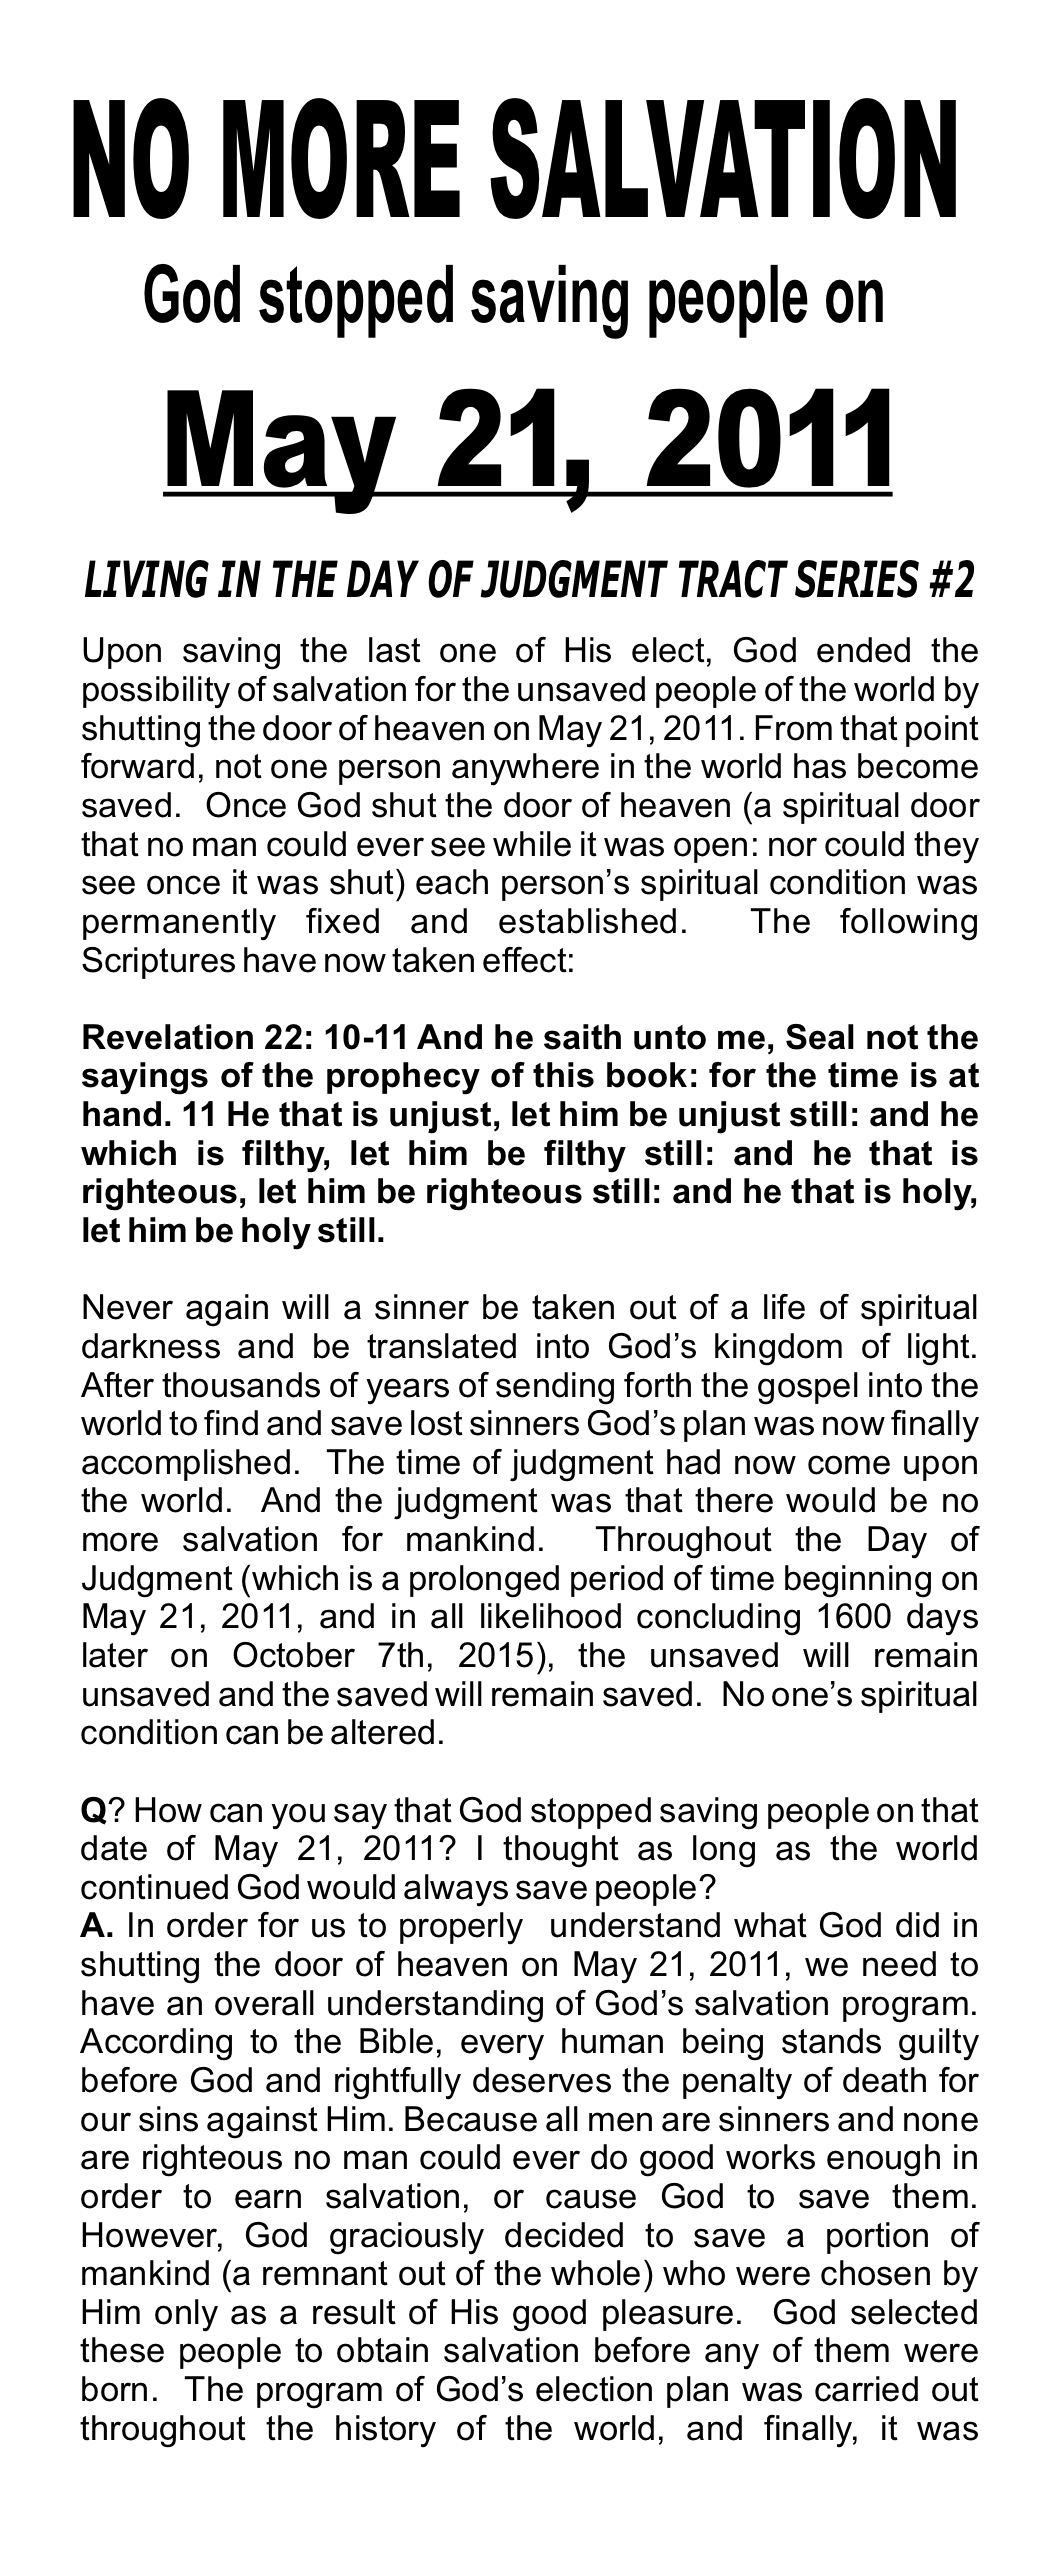 NO MORE SALVATION
God stopped saving people on
May 21, 2011
LIVING IN THE DAY OF JUDGMENT TRACT SERIES #2
Upon saving the last one of His elect, God ended the
possibility of salvation for the unsaved people of the world by
shutting the door of heaven on May 21, 2011. From that point
forward, not one person anywhere in the world has become
saved. Once God shut the door of heaven (a spiritual door
that no man could ever see while it was open: nor could they
see once it was shut) each person’s spiritual condition was
permanently fixed and established. The following
Scriptures have now taken effect:
Revelation 22: 10-11 And he saith unto me, Seal not the
sayings of the prophecy of this book: for the time is at
hand. 11 He that is unjust, let him be unjust still: and he
which is filthy, let him be filthy still: and he that is
righteous, let him be righteous still: and he that is holy,
let him be holy still.
Never again will a sinner be taken out of a life of spiritual
darkness and be translated into God’s kingdom of light.
After thousands of years of sending forth the gospel into the
world to find and save lost sinners God’s plan was now finally
accomplished. The time of judgment had now come upon
the world. And the judgment was that there would be no
more salvation for mankind. Throughout the Day of
Judgment (which is a prolonged period of time beginning on
May 21, 2011, and in all likelihood concluding 1600 days
later on October 7th, 2015), the unsaved will remain
unsaved and the saved will remain saved. No one’s spiritual
condition can be altered.
Q? How can you say that God stopped saving people on that
date of May 21, 2011? I thought as long as the world
continued God would always save people?
A. In order for us to properly understand what God did in
shutting the door of heaven on May 21, 2011, we need to
have an overall understanding of God’s salvation program.
According to the Bible, every human being stands guilty
before God and rightfully deserves the penalty of death for
our sins against Him. Because all men are sinners and none
are righteous no man could ever do good works enough in
order to earn salvation, or cause God to save them.
However, God graciously decided to save a portion of
mankind (a remnant out of the whole) who were chosen by
Him only as a result of His good pleasure. God selected
these people to obtain salvation before any of them were
born. The program of God’s election plan was carried out
throughout the history of the world, and finally, it was